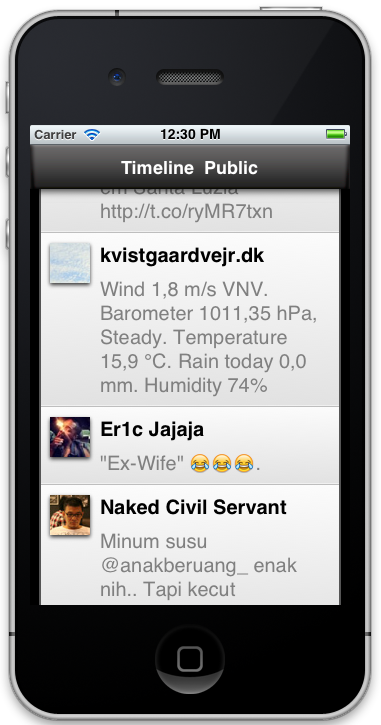 Carrier 12:30 PM
Timeline Public
em Santa Luzia
http://t.co/ryMR7txn
kvistgaardvejr.dk
Wind 1,8 m/s VNV.
Barometer 1011,35 hPa,
Steady. Temperature
15,9 °C. Rain today 0,0
mm. Humidity 74%
Er1c Jajaja
"Ex-Wife" 😂😂😂.
Naked Civil Servant
Minum susu
@anakberuang_ enak
nih.. Tapi kecut